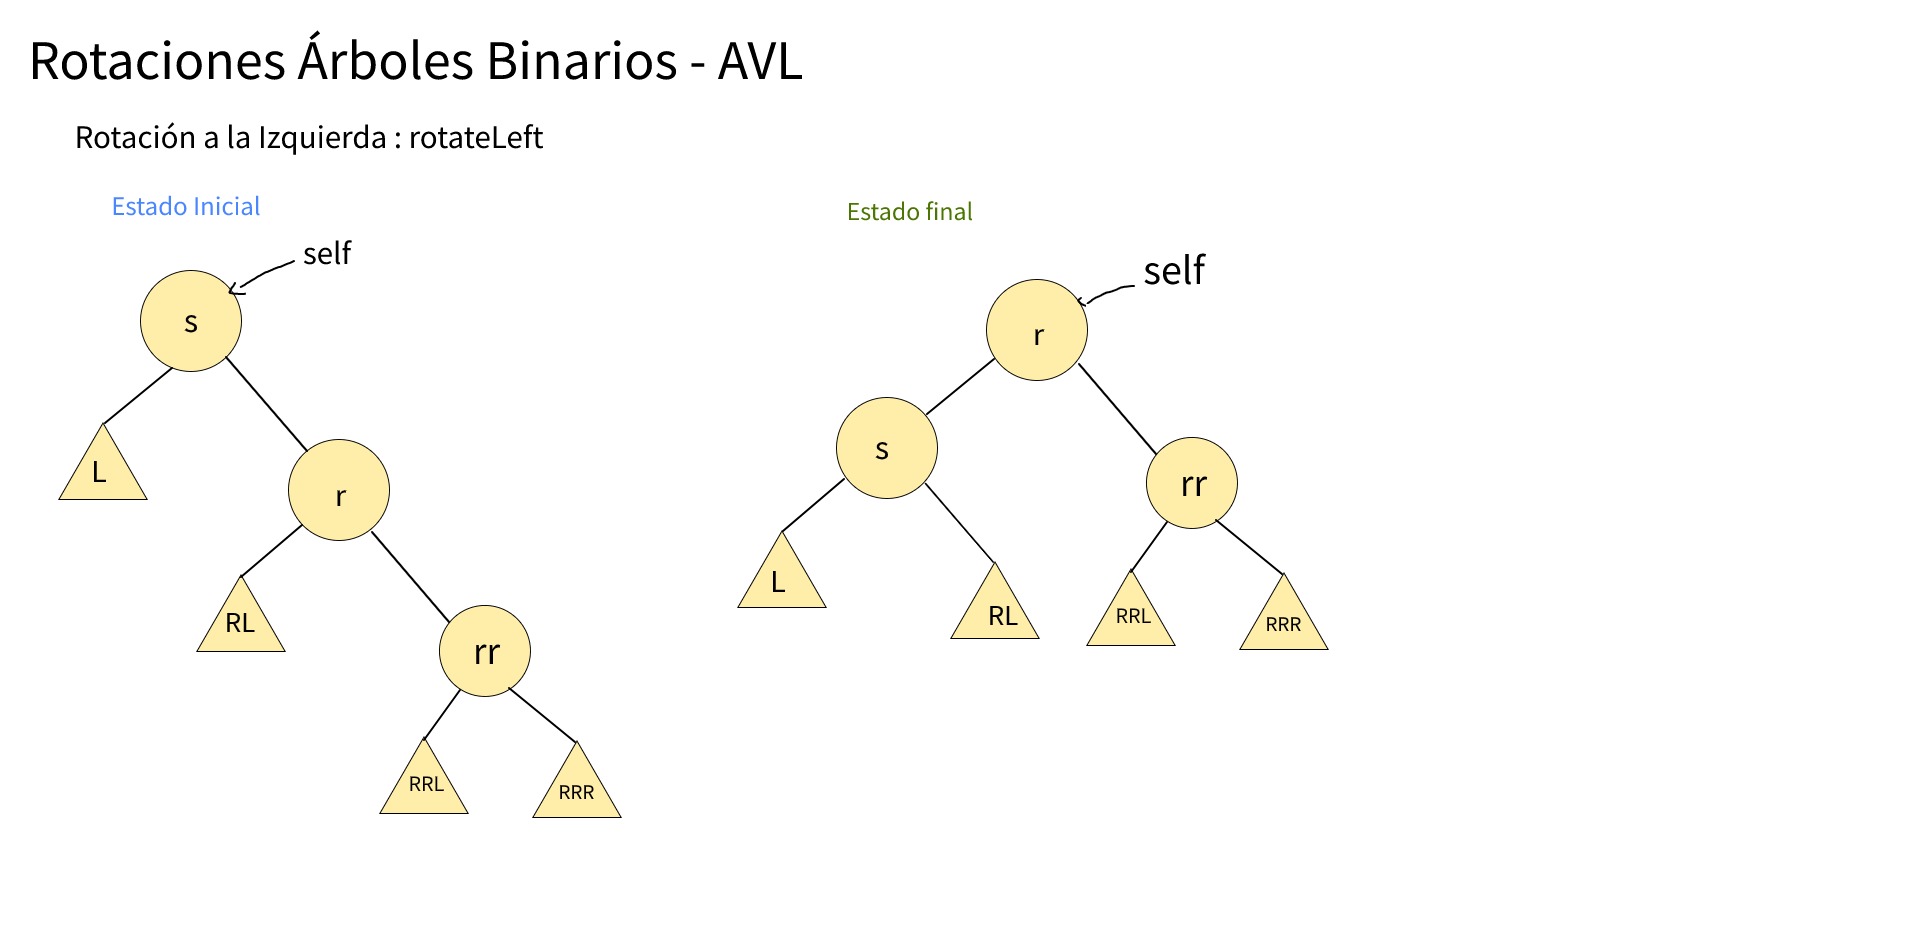 Rotaciones Árboles Binarios - AVL
Rotación a la Izquierda : rotateLeft
Estado Inicial
self
s
L
r
RL
rr
RRL
RRR
Estado final
self
r
s
rr
L
RL
RRL
RRR